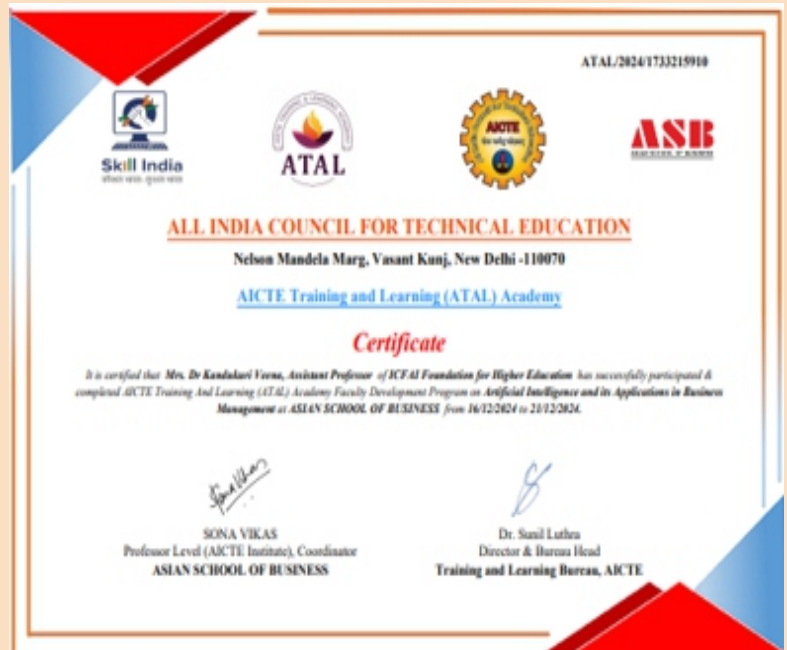 ATAL/2024/1733215910
Skill India
ATAL
AICTE
ASB
ALL INDIA COUNCIL FOR TECHNICAL EDUCATION
Nelson Mandela Marg, Vasant Kunj, New Delhi -110070
AICTE Training and Learning (ATAL) Academy
Certificate
It is certified that Mrs. Dr Kandukuri Veena, Assistant Professor of ICFAI Foundation for Higher Education has successfully participated &
completed AICTE Training And Learning (ATAL) Academy Faculty Development Program on Artificial Intelligence and its Applications in Business
Management at ASIAN SCHOOL OF BUSINESS from 16/12/2024 to 21/12/2024.
SONA VIKAS
Professor Level (AICTE Institute), Coordinator
ASIAN SCHOOL OF BUSINESS
Dr. Sunil Luthra
Director & Bureau Head
Training and Learning Bureau, AICTE